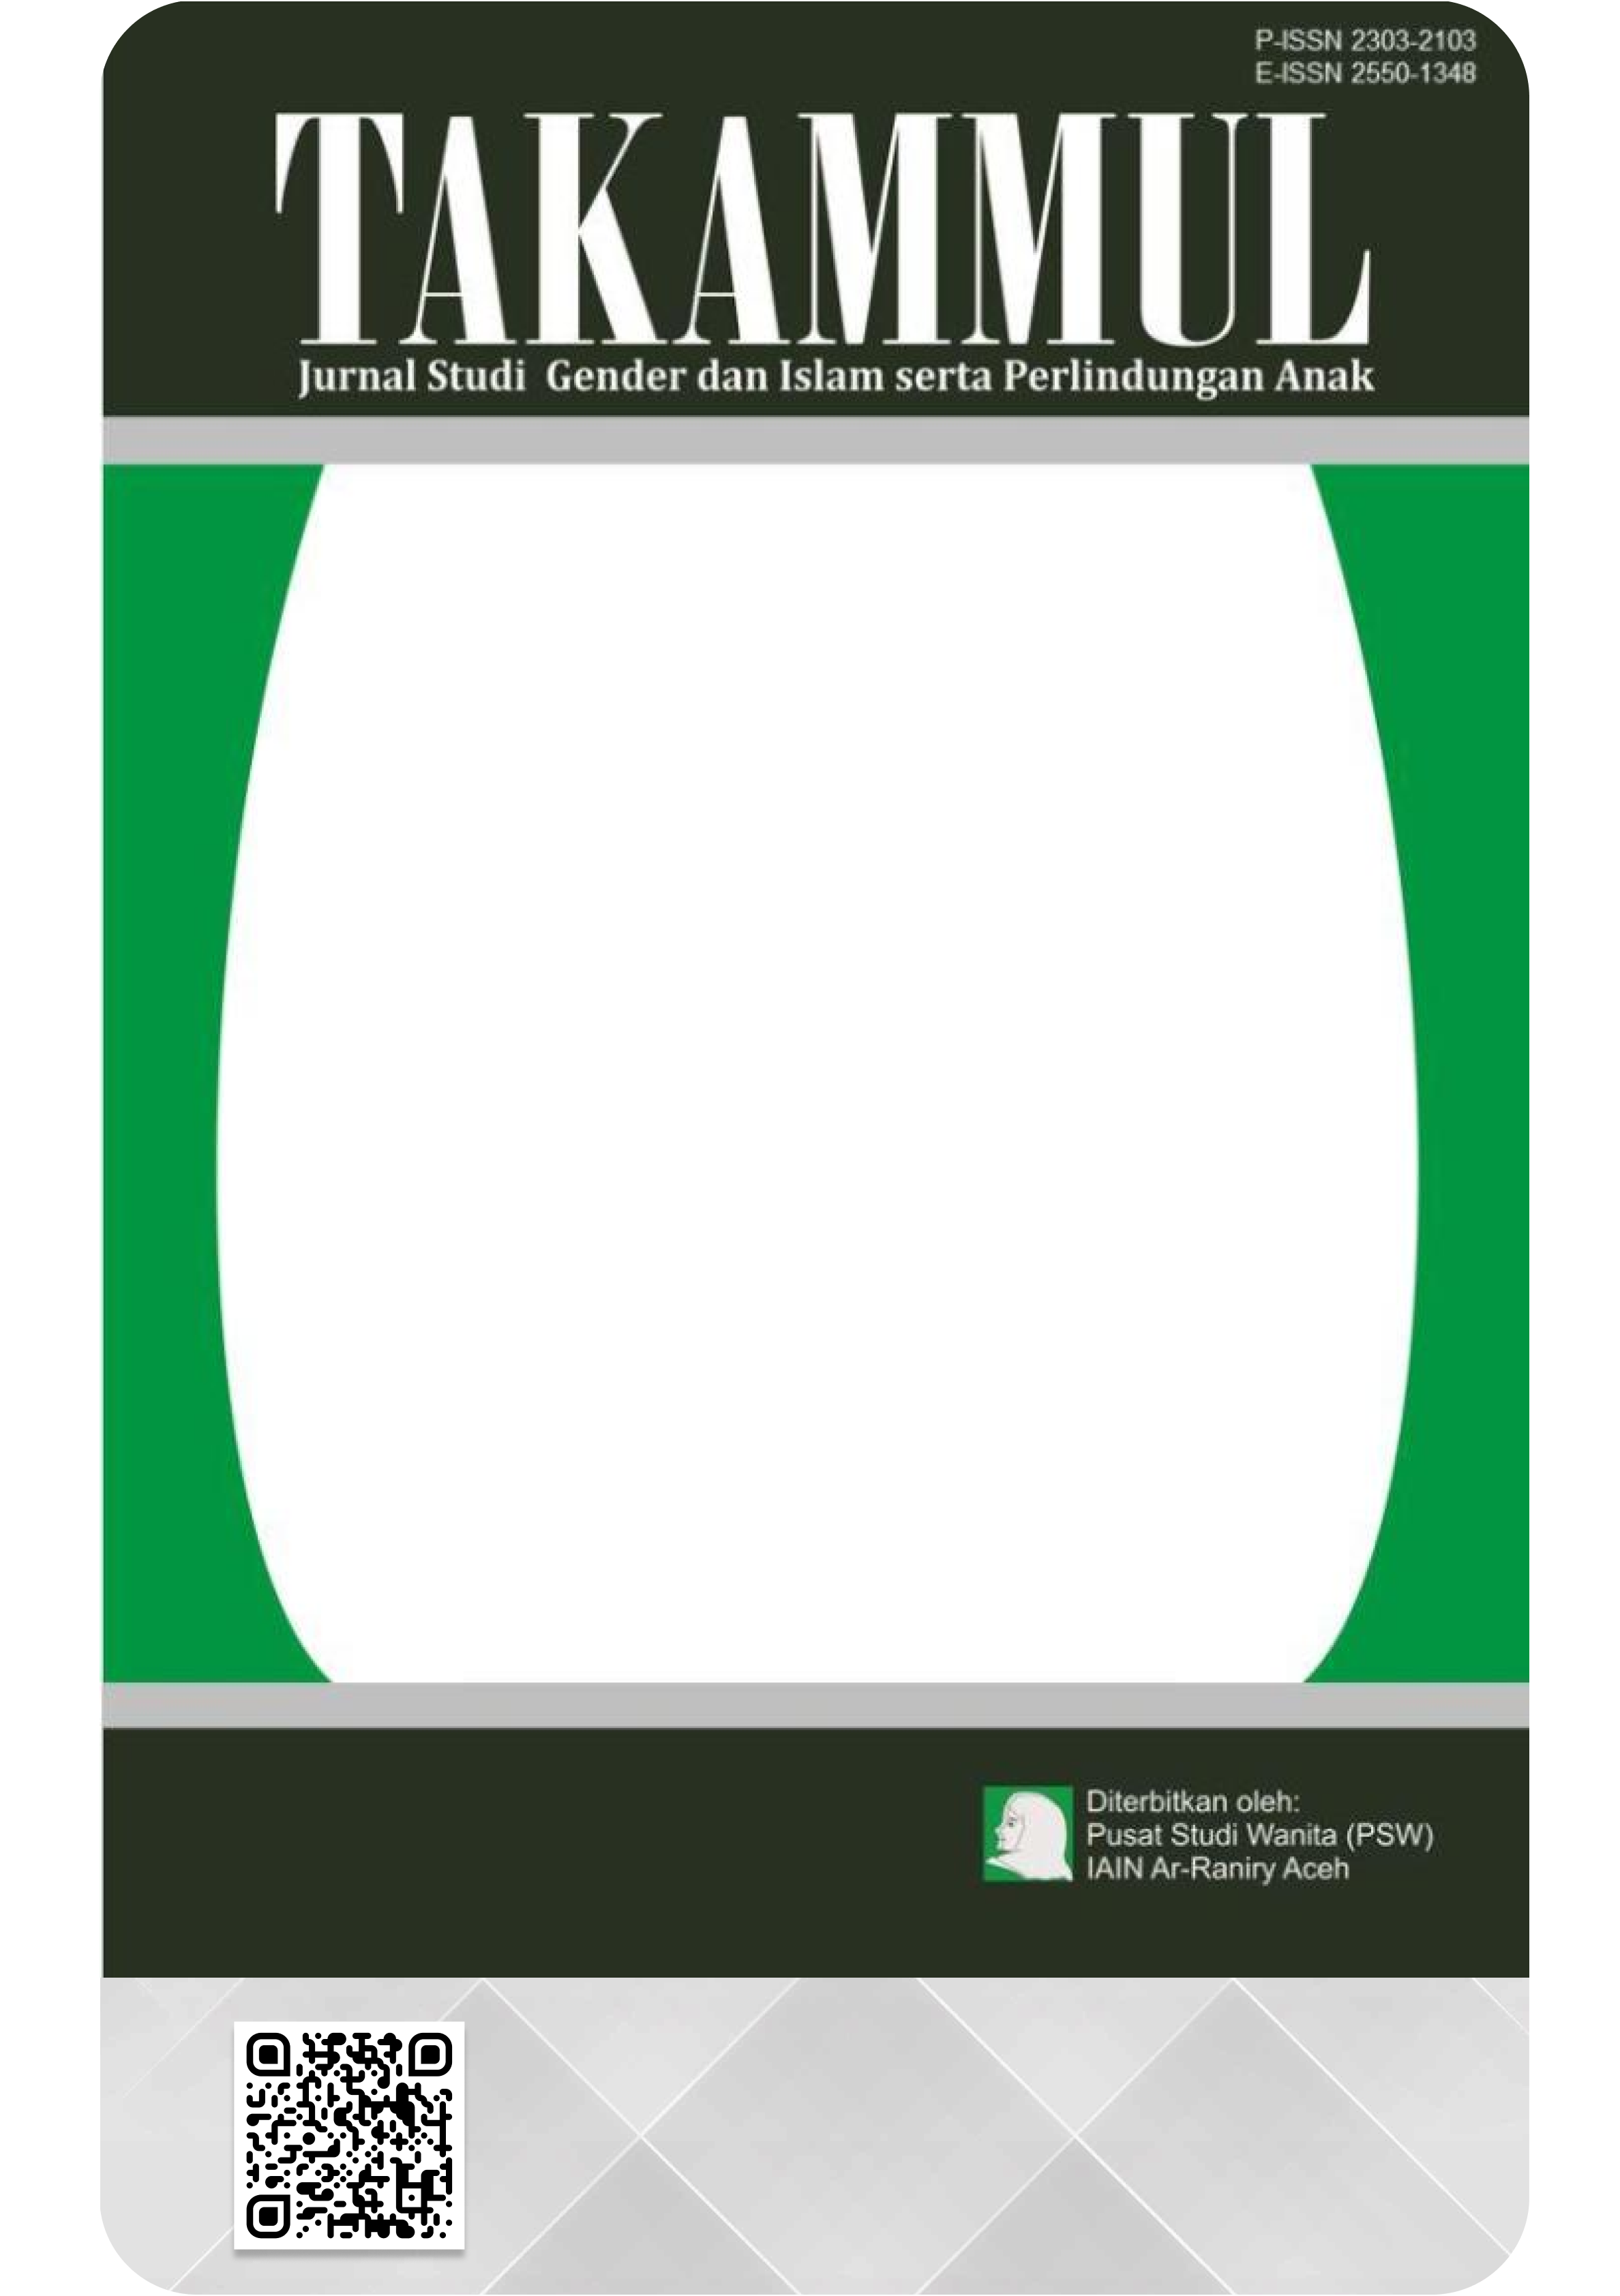 P-ISSN 2303-2103
E-ISSN 2550-1348
TAKAMMUL
Jurnal Studi Gender dan Islam serta Perlindungan Anak
Diterbitkan oleh:
Pusat Studi Wanita (PSW)
IAIN Ar-Raniry Aceh